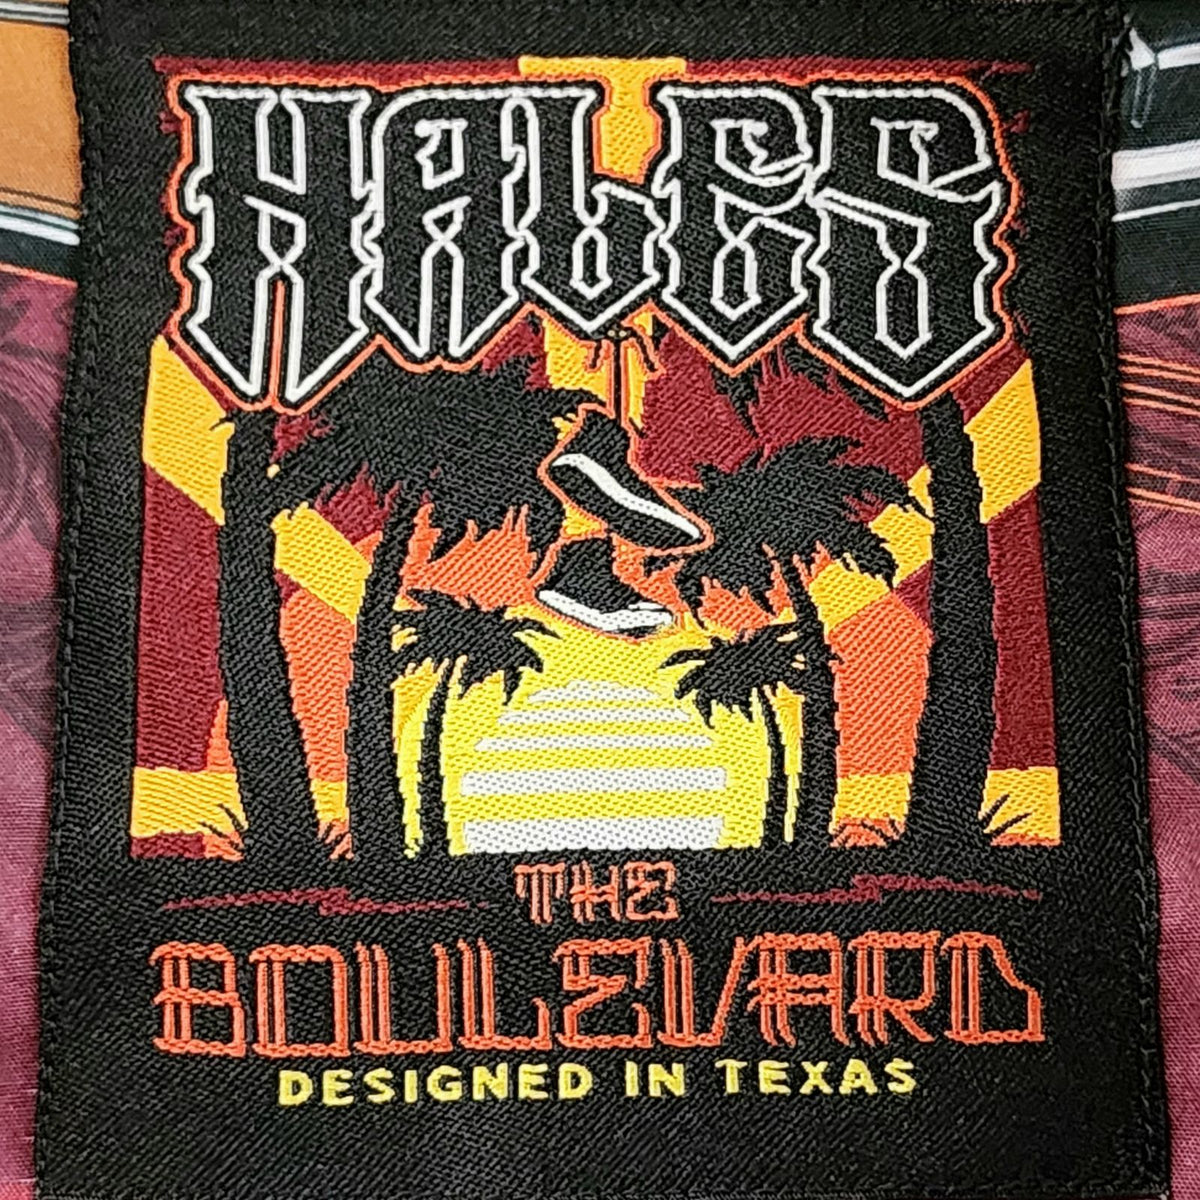 HALES
THE
BOULEVARD
DESIGNED IN TEXAS